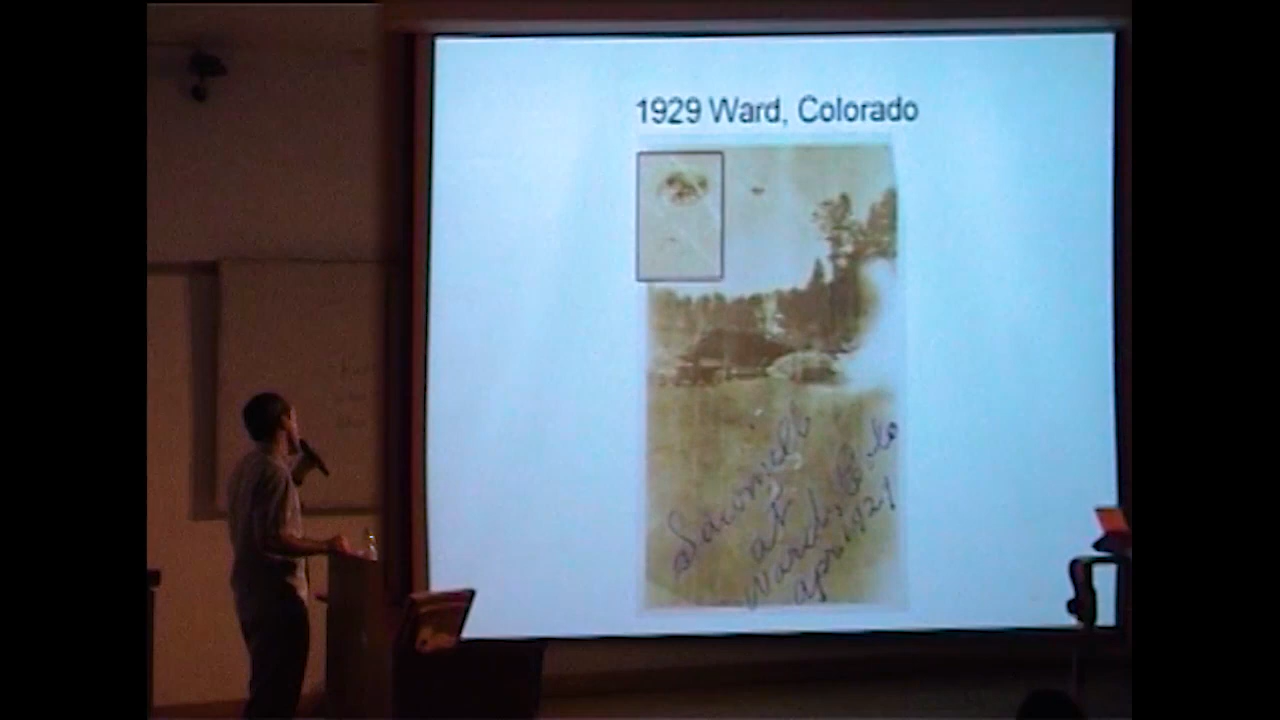 1929 Ward, Colorado
Sawmill
at
Ward, Colo
apr 1929